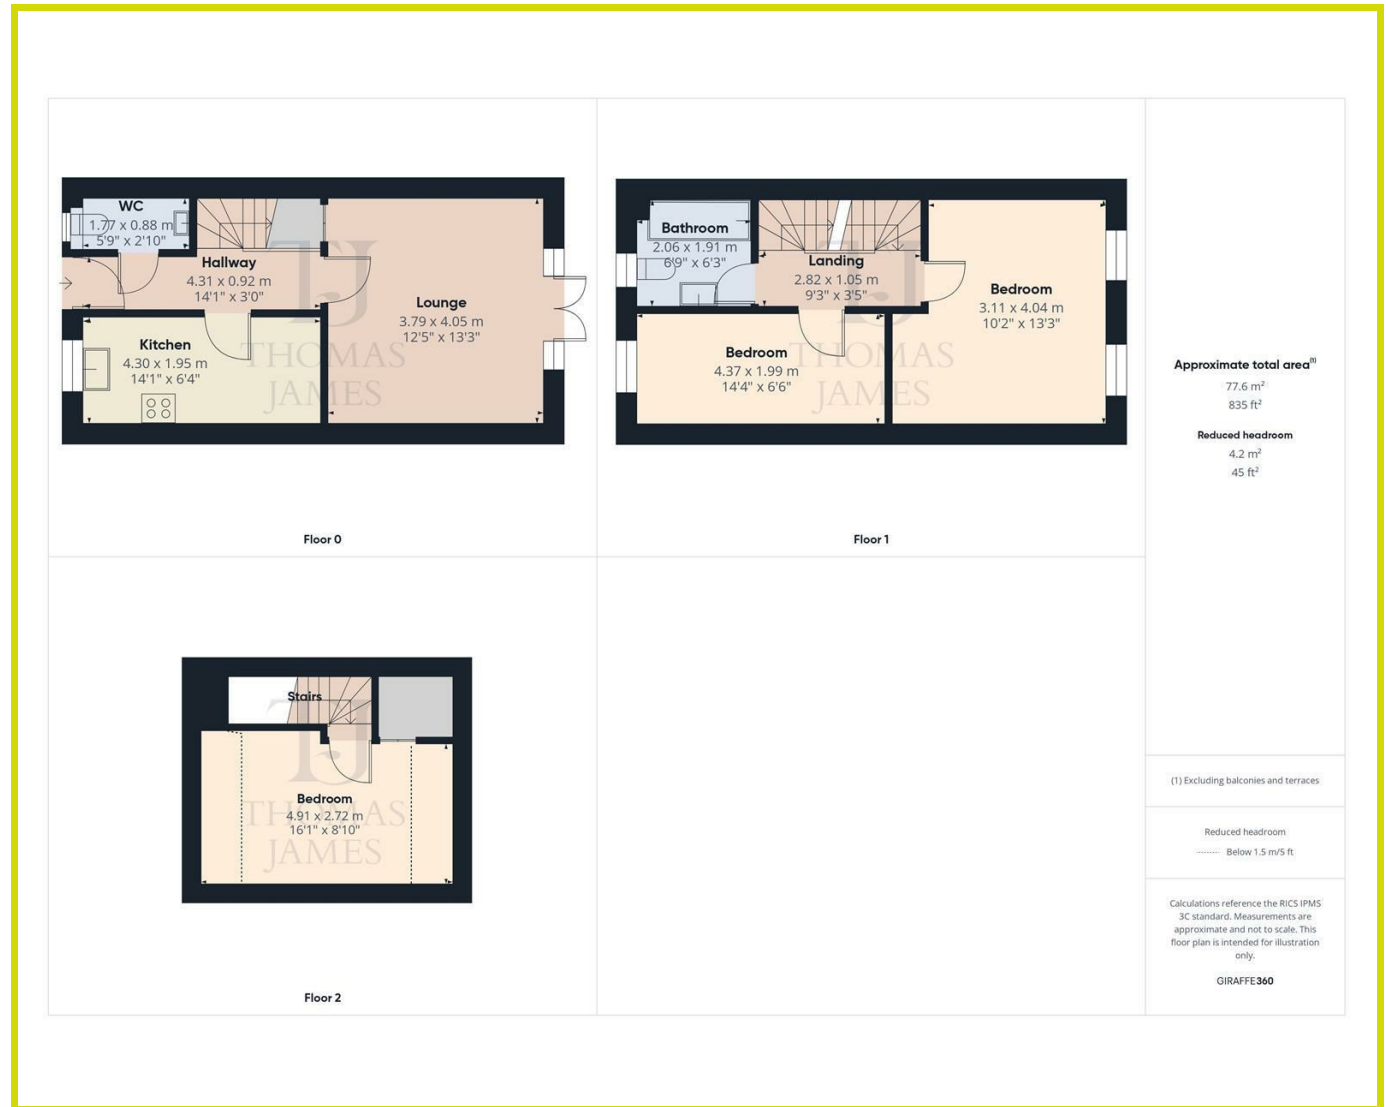 WC
1.77 x 0.88 m
5'9" x 2'10"
Hallway
4.31 x 0.92 m
14'1" x 3'0"
Lounge
3.79 x 4.05 m
12'5" x 13'3"
Kitchen
4.30 x 1.95 m
14'1" x 6'4"
TJ
THOMAS
JAMES
Floor 0
Bathroom
2.06 x 1.91 m
6'9" x 6'3"
Landing
2.82 x 1.05 m
9'3" x 3'5"
Bedroom
3.11 x 4.04 m
10'2" x 13'3"
Bedroom
4.37 x 1.99 m
14'4" x 6'6"
TJ
THOMAS
JAMES
Floor 1
Stairs
Bedroom
4.91 x 2.72 m
16'1" x 8'10"
TJ
THOMAS
JAMES
Floor 2
Approximate total area(1)
77.6 m²
835 ft²
Reduced headroom
4.2 m²
45 ft²
(1) Excluding balconies and terraces
Reduced headroom
Below 1.5 m/5 ft
Calculations reference the RICS IPMS
3C standard. Measurements are
approximate and not to scale. This
floor plan is intended for illustration
only.
GIRAFFE360